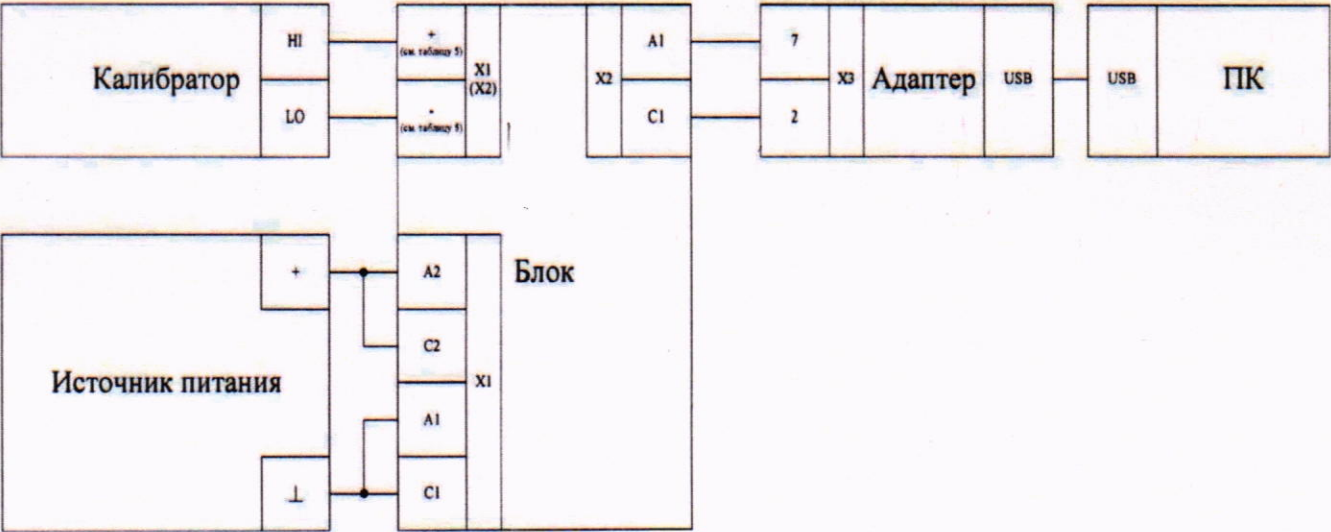 Калибратор
HI
LO
+
(см. таблицу 5)
-
(см. таблицу 5)
X1
(X2)
X2
A1
C1
7
2
X3
Адаптер
USB
USB
ПК
Источник питания
+
⊥
A2
C2
A1
C1
X1
Блок